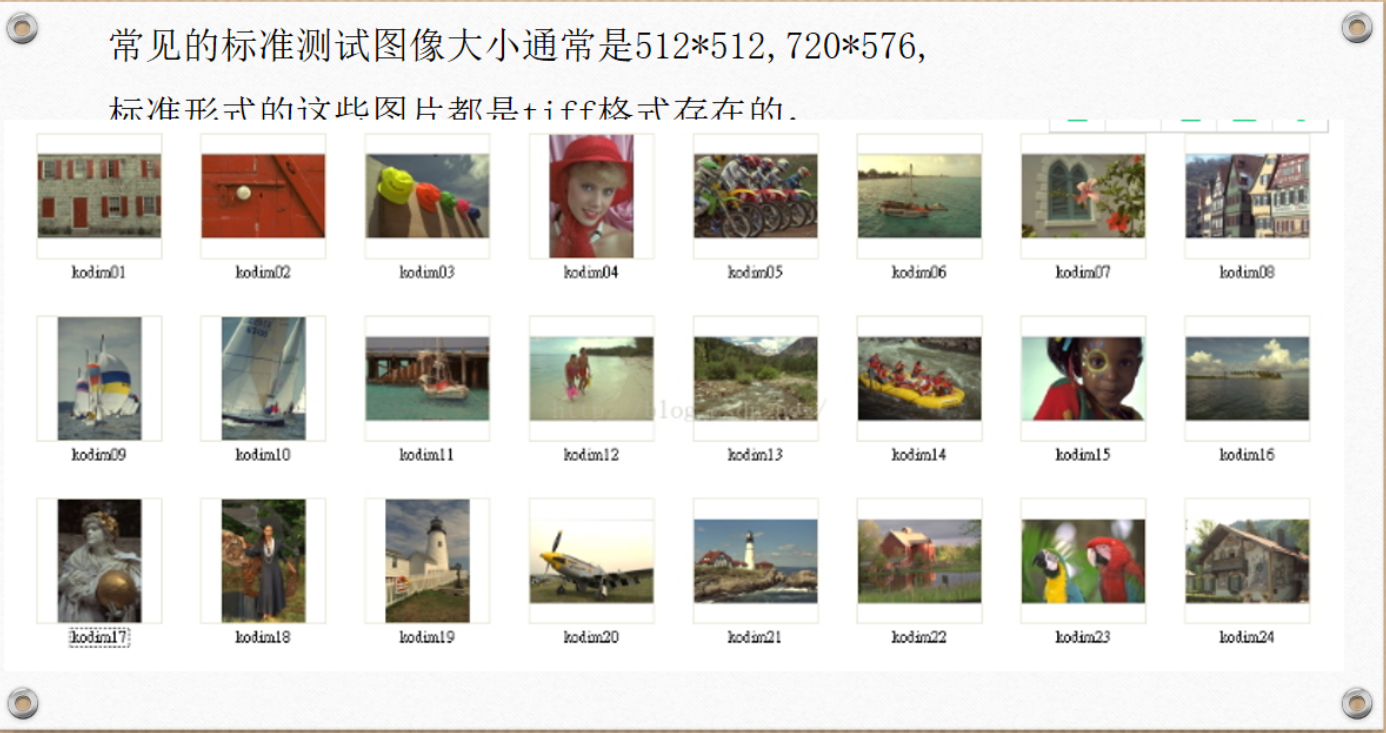 常见的标准测试图像大小通常是512*512,720*576,
标准形式的这些图片都是tiff格式存在的.
kodim01 kodim02 kodim03 kodim04 kodim05 kodim06 kodim07 kodim08
kodim09 kodim10 kodim11 kodim12 kodim13 kodim14 kodim15 kodim16
kodim17 kodim18 kodim19 kodim20 kodim21 kodim22 kodim23 kodim24